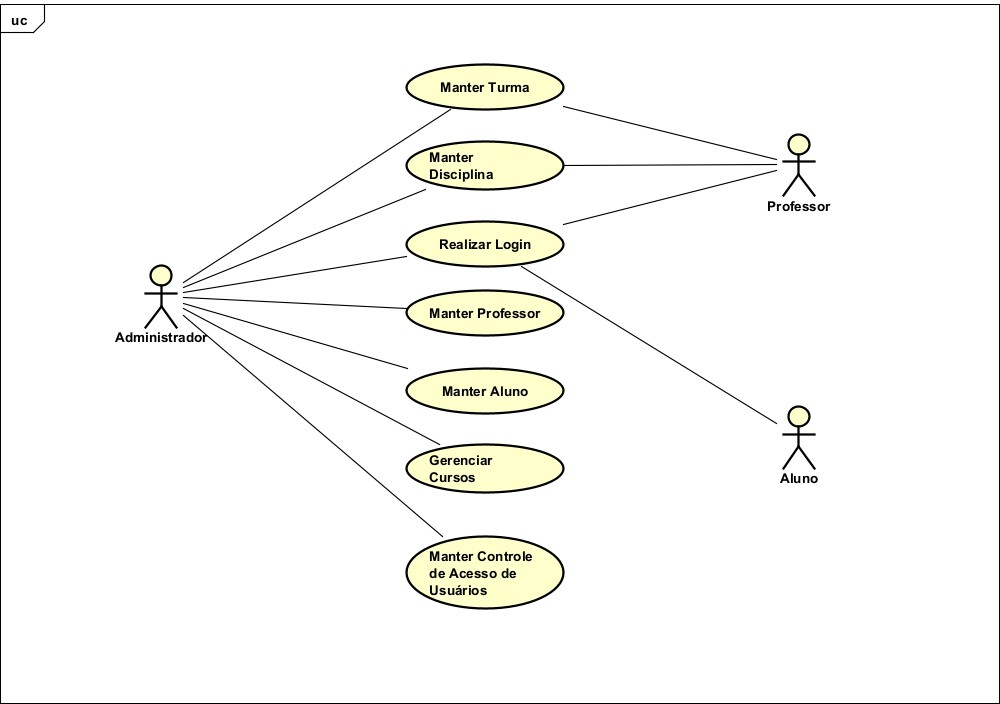 uc
Manter Turma
Manter
Disciplina
Professor
Realizar Login
Manter Professor
Administrador
Manter Aluno
Gerenciar
Cursos
Aluno
Manter Controle
de Acesso de
Usuários